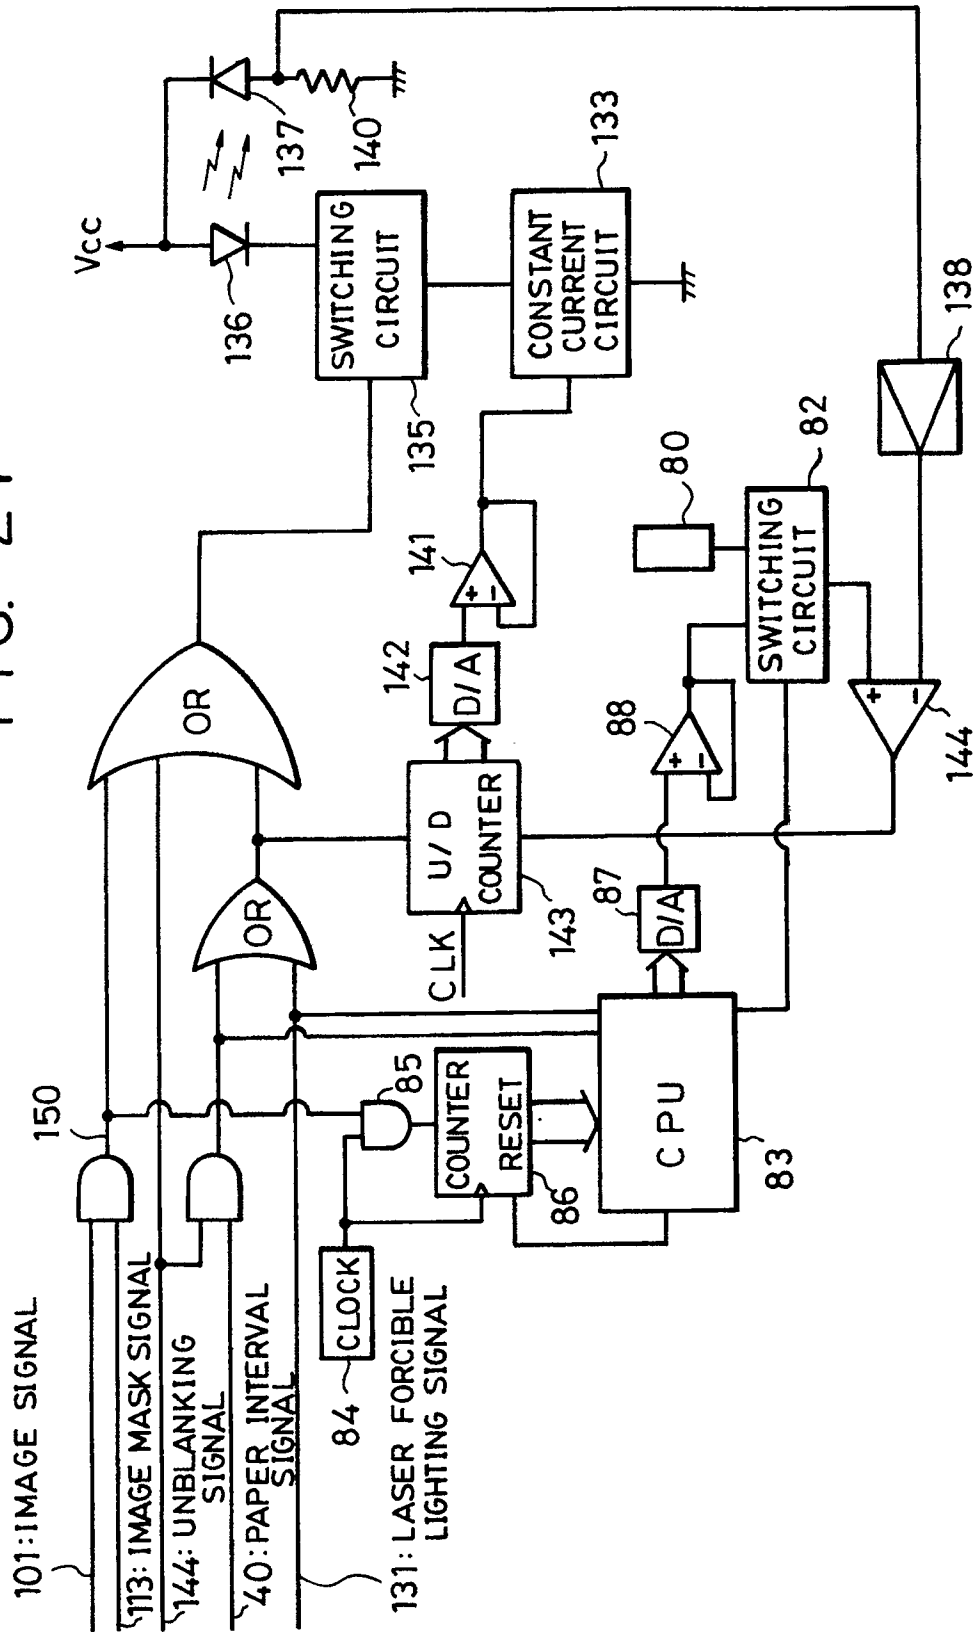 FIG. 21
101:IMAGE SIGNAL
113:IMAGE MASK SIGNAL
144:UNBLANKING
SIGNAL
40:PAPER INTERVAL
SIGNAL
131:LASER FORCIBLE
LIGHTING SIGNAL
150
OR
OR
CLOCK
84
85
COUNTER
RESET
86
CPU
83
CLK
U/D
COUNTER
143
D/A
142
+
-
141
D/A
87
+
-
88
80
SWITCHING
CIRCUIT
82
+
-
144
138
Vcc
136
137
140
SWITCHING
CIRCUIT
135
CONSTANT
CURRENT
CIRCUIT
133